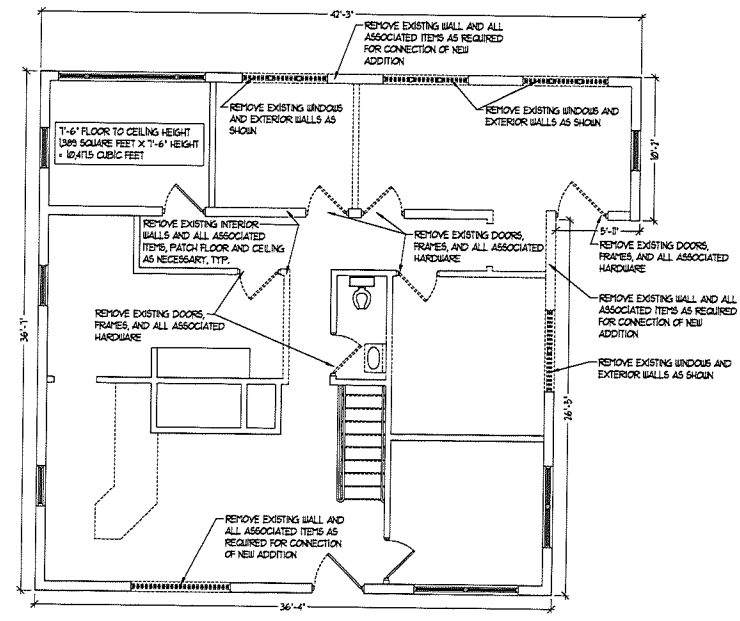 42'-3"
REMOVE EXISTING WALL AND ALL
ASSOCIATED ITEMS AS REQUIRED
FOR CONNECTION OF NEW
ADDITION
REMOVE EXISTING WINDOWS
AND EXTERIOR WALLS AS
SHOWN
REMOVE EXISTING WINDOWS AND
EXTERIOR WALLS AS SHOWN
7'-6" FLOOR TO CEILING HEIGHT
1,389 SQUARE FEET X 7'-6" HEIGHT
= 10,417.5 CUBIC FEET
10'-2"
REMOVE EXISTING INTERIOR
WALLS AND ALL ASSOCIATED
ITEMS, PATCH FLOOR AND CEILING
AS NECESSARY, TYP.
REMOVE EXISTING DOORS,
FRAMES, AND ALL ASSOCIATED
HARDWARE
5'-11"
REMOVE EXISTING DOORS,
FRAMES, AND ALL ASSOCIATED
HARDWARE
REMOVE EXISTING WALL AND ALL
ASSOCIATED ITEMS AS REQUIRED
FOR CONNECTION OF NEW
ADDITION
REMOVE EXISTING DOORS,
FRAMES, AND ALL ASSOCIATED
HARDWARE
36'-7"
REMOVE EXISTING WINDOWS AND
EXTERIOR WALLS AS SHOWN
26'-5"
REMOVE EXISTING WALL AND
ALL ASSOCIATED ITEMS AS
REQUIRED FOR CONNECTION
OF NEW ADDITION
36'-4"